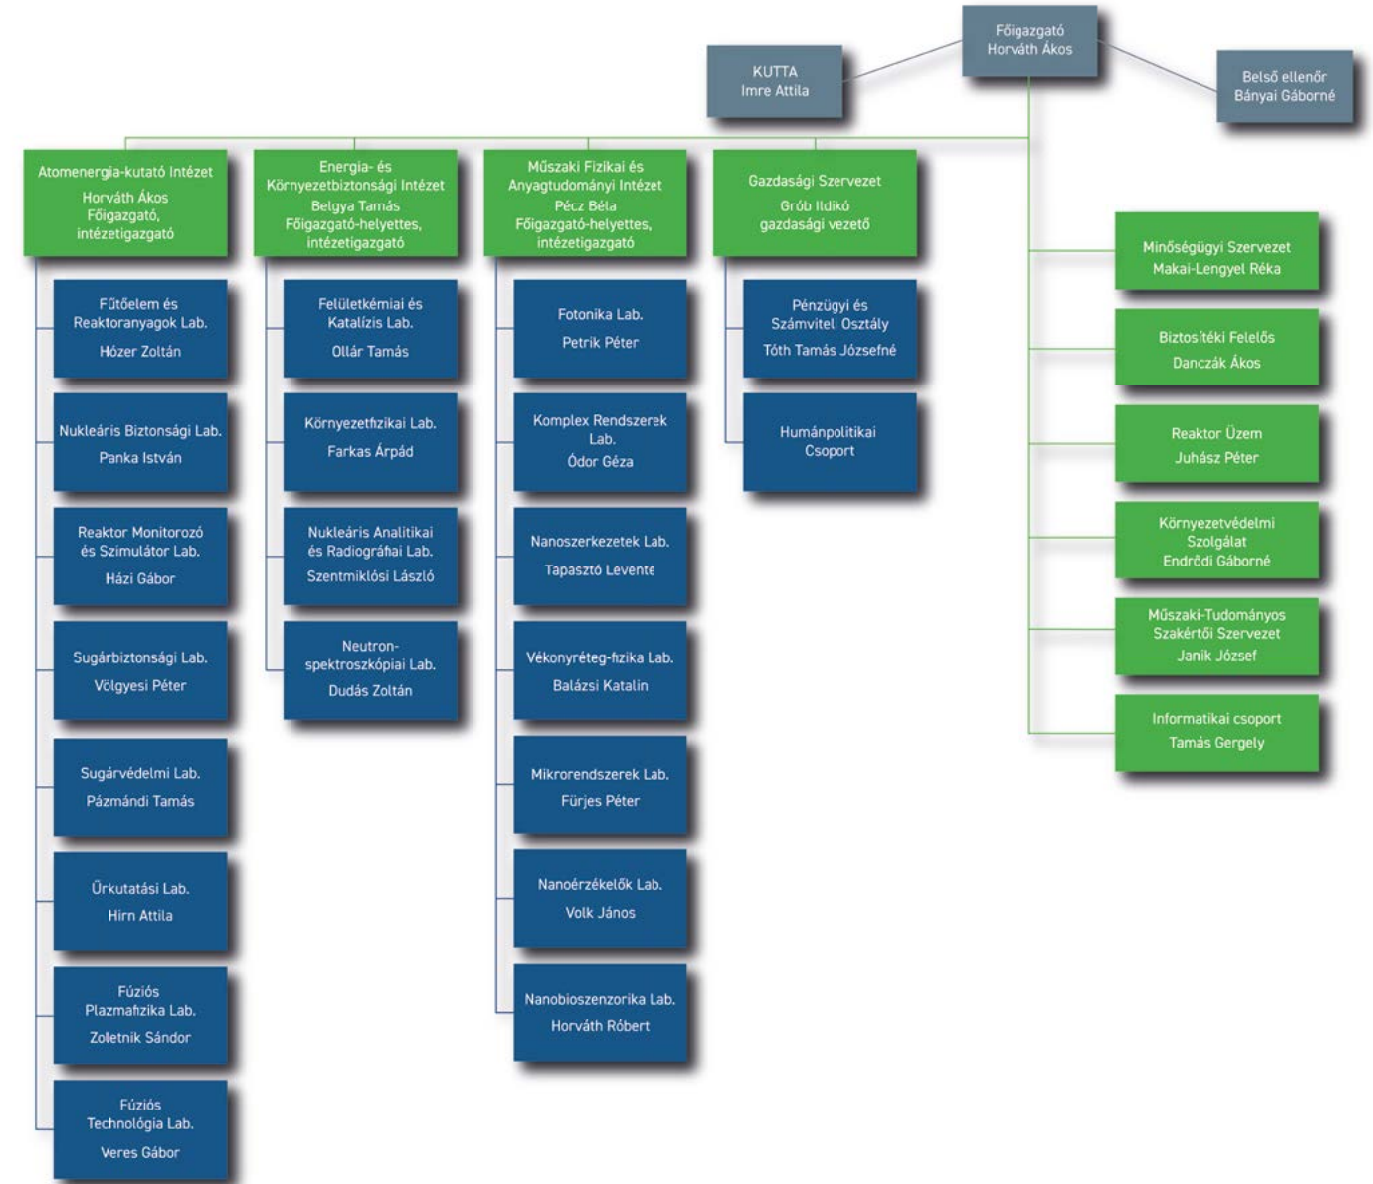 Főigazgató
Horváth Ákos
KUTTA
Imre Attila
Belső ellenőr
Bányai Gáborné
Atomenergia-kutató Intézet
Horváth Ákos
Főigazgató,
intézetigazgató
Fűtőelem és
Reaktoranyagok Lab.
Hózer Zoltán
Nukleáris Biztonsági Lab.
Panka István
Reaktor Monitorozó
és Szimulátor Lab.
Házi Gábor
Sugárbiztonsági Lab.
Völgyesi Péter
Sugárvédelmi Lab.
Pázmándi Tamás
Űrkutatási Lab.
Hirn Attila
Fúziós
Plazmafizika Lab.
Zoletnik Sándor
Fúziós
Technológia Lab.
Veres Gábor
Energia- és
Környezetbiztonsági Intézet
Belgya Tamás
Főigazgató-helyettes,
intézetigazgató
Felületkémiai és
Katalízis Lab.
Ollár Tamás
Környezetfizikai Lab.
Farkas Árpád
Nukleáris Analitikai
és Radiográfiai Lab.
Szentmiklósi László
Neutron-
spektroszkópiai Lab.
Dudás Zoltán
Műszaki Fizikai és
Anyagtudományi Intézet
Pécz Béla
Főigazgató-helyettes,
intézetigazgató
Fotonika Lab.
Petrik Péter
Komplex Rendszerek
Lab.
Ódor Géza
Nanoszerkezetek Lab.
Tapasztó Levente
Vékonyréteg-fizika Lab.
Balázsi Katalin
Mikrorendszerek Lab.
Fürjes Péter
Nanoérzékelők Lab.
Volk János
Nanobioszenzorika Lab.
Horváth Róbert
Gazdasági Szervezet
Grób Ildikó
gazdasági vezető
Pénzügyi és
Számvitel Osztály
Tóth Tamás Józsefné
Humánpolitikai
Csoport
Minőségügyi Szervezet
Makai-Lengyel Réka
Biztosítéki Felelős
Danczák Ákos
Reaktor Üzem
Juhász Péter
Környezetvédelmi
Szolgálat
Endrődi Gáborné
Műszaki-Tudományos
Szakértői Szervezet
Janik József
Informatikai csoport
Tamás Gergely